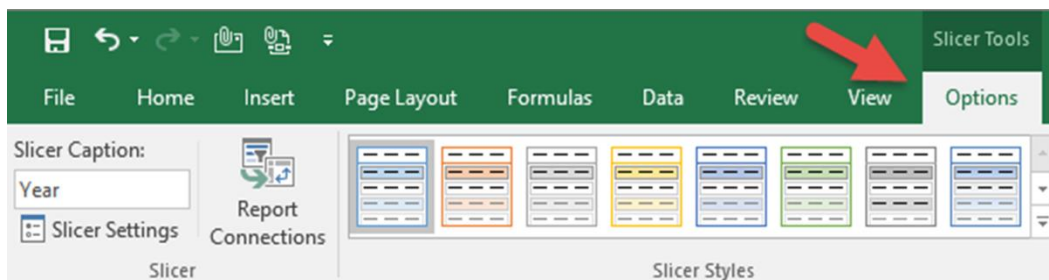 Slicer Tools
File Home Insert Page Layout Formulas Data Review View Options
Slicer Caption:
Year
Slicer Settings
Report
Connections
Slicer
Slicer Styles